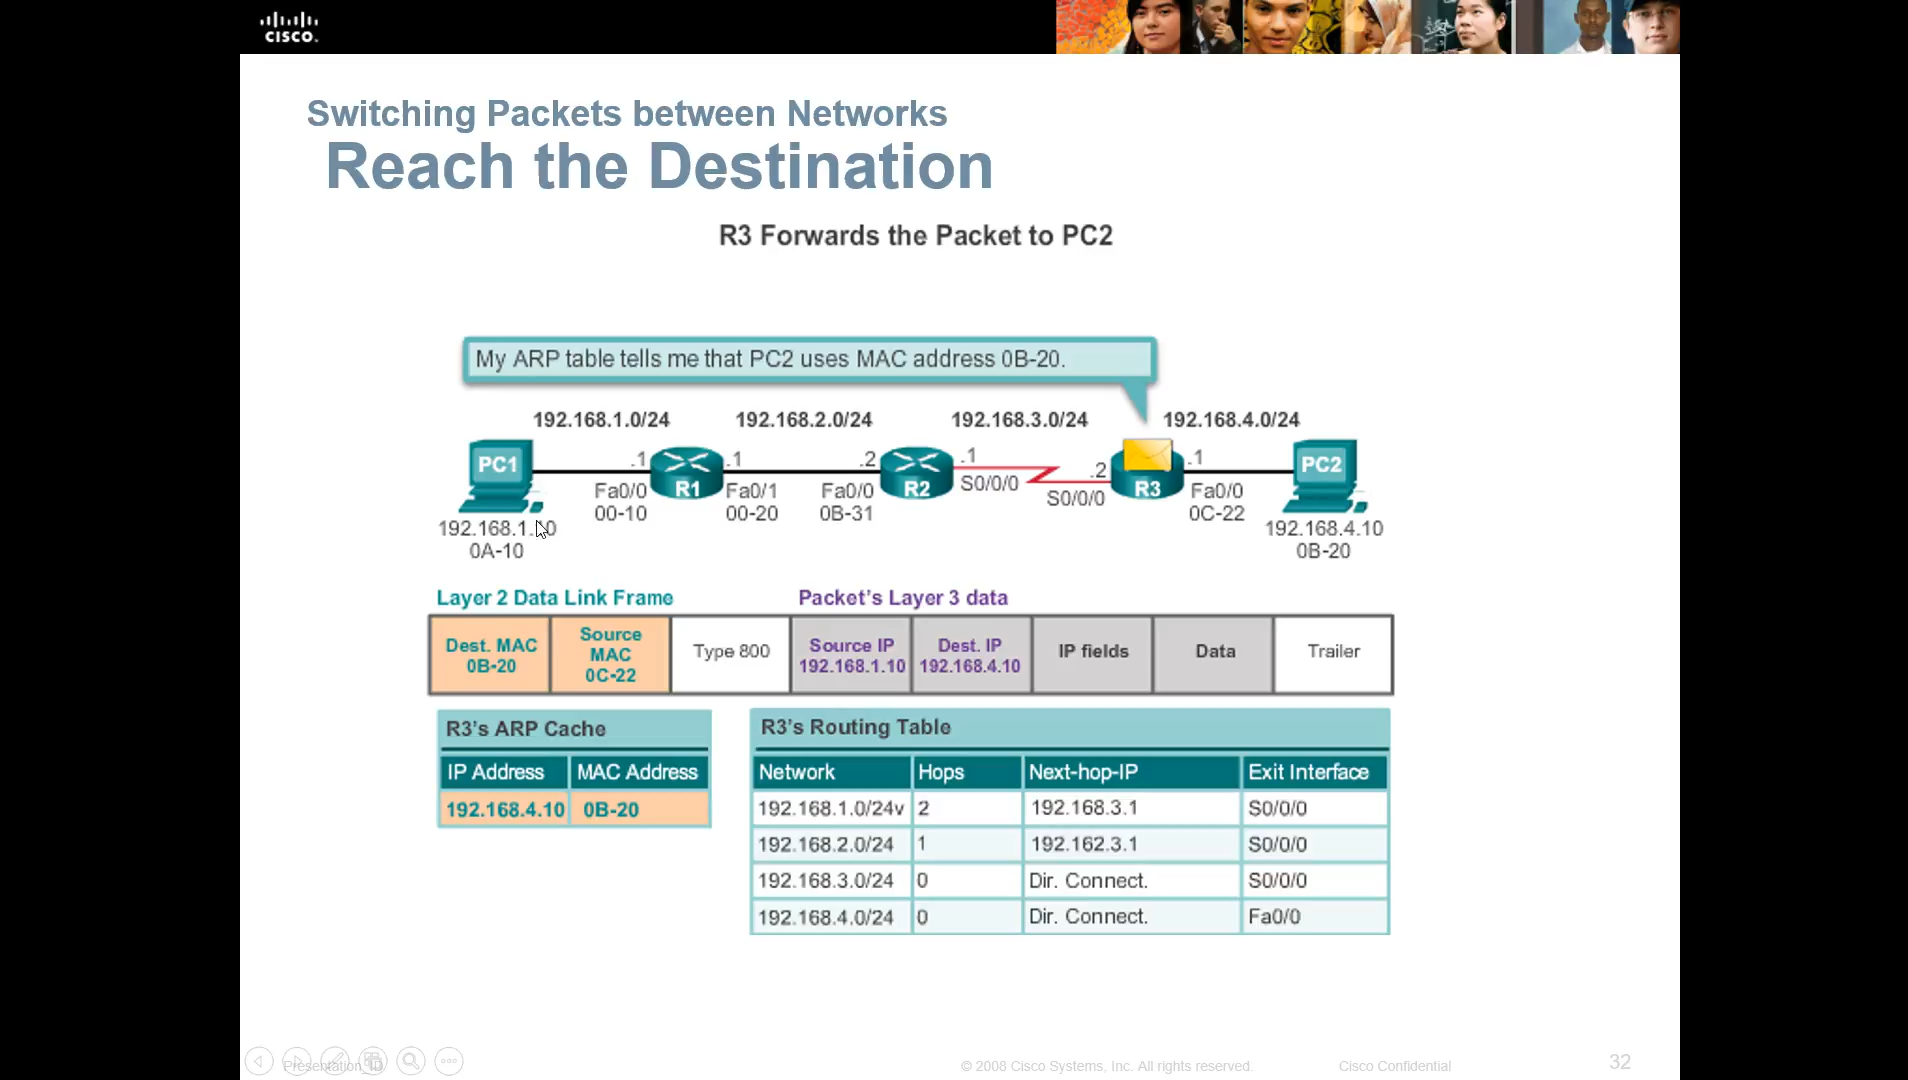 CISCO.
Switching Packets between Networks
Reach the Destination
R3 Forwards the Packet to PC2
My ARP table tells me that PC2 uses MAC address 0B-20.
192.168.1.0/24 192.168.2.0/24 192.168.3.0/24 192.168.4.0/24
PC1 .1 R1 .1 .2 R2 .1 .2 R3 .1 PC2
Fa0/0 Fa0/1 Fa0/0 S0/0/0 S0/0/0 Fa0/0
00-10 00-20 0B-31 0C-22
192.168.1.10 192.168.4.10
0A-10 0B-20
Layer 2 Data Link Frame Packet's Layer 3 data
Dest. MAC 0B-20
Source MAC 0C-22
Type 800
Source IP 192.168.1.10
Dest. IP 192.168.4.10
IP fields
Data
Trailer
R3's ARP Cache
IP Address MAC Address
192.168.4.10 0B-20
R3's Routing Table
Network Hops Next-hop-IP Exit Interface
192.168.1.0/24v 2 192.168.3.1 S0/0/0
192.168.2.0/24 1 192.162.3.1 S0/0/0
192.168.3.0/24 0 Dir. Connect. S0/0/0
192.168.4.0/24 0 Dir. Connect. Fa0/0
Presentation_ID © 2008 Cisco Systems, Inc. All rights reserved. Cisco Confidential 32